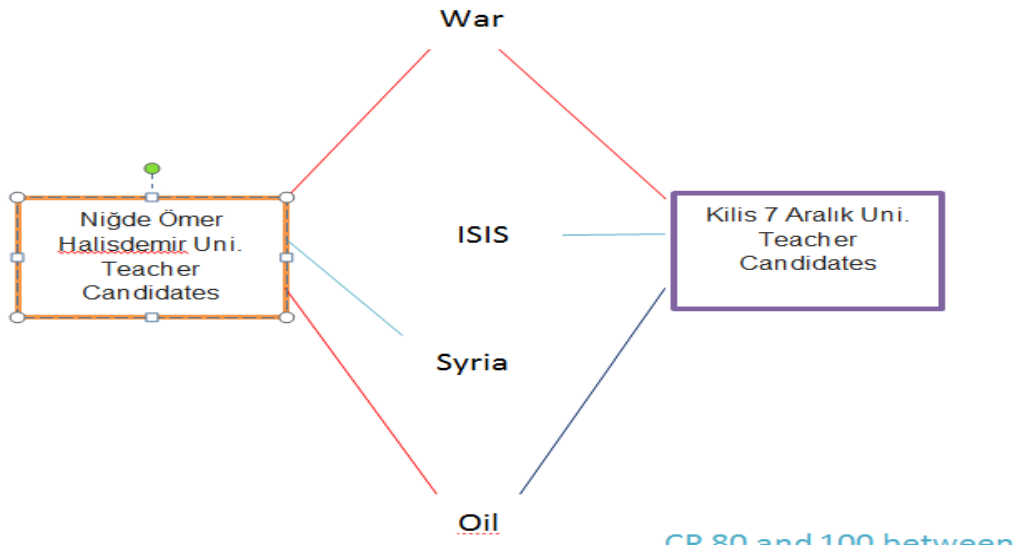 War
Niğde Ömer
Halisdemir Uni.
Teacher
Candidates
Kilis 7 Aralık Uni.
Teacher
Candidates
ISIS
Syria
Oil
CP 80 and 100 between